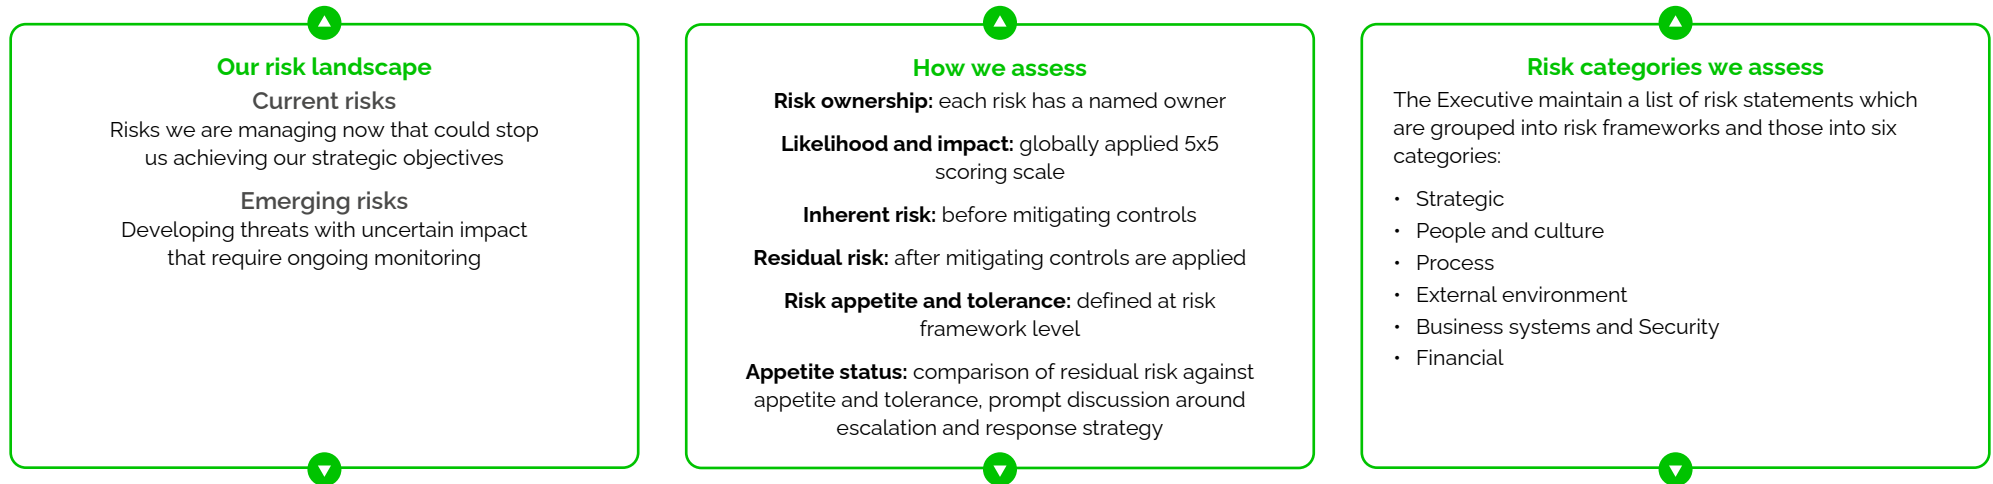 Our risk landscape
Current risks
Risks we are managing now that could stop
us achieving our strategic objectives
Emerging risks
Developing threats with uncertain impact
that require ongoing monitoring
How we assess
Risk ownership: each risk has a named owner
Likelihood and impact: globally applied 5x5
scoring scale
Inherent risk: before mitigating controls
Residual risk: after mitigating controls are applied
Risk appetite and tolerance: defined at risk
framework level
Appetite status: comparison of residual risk against
appetite and tolerance, prompt discussion around
escalation and response strategy
Risk categories we assess
The Executive maintain a list of risk statements which
are grouped into risk frameworks and those into six
categories:
• Strategic
• People and culture
• Process
• External environment
• Business systems and Security
• Financial